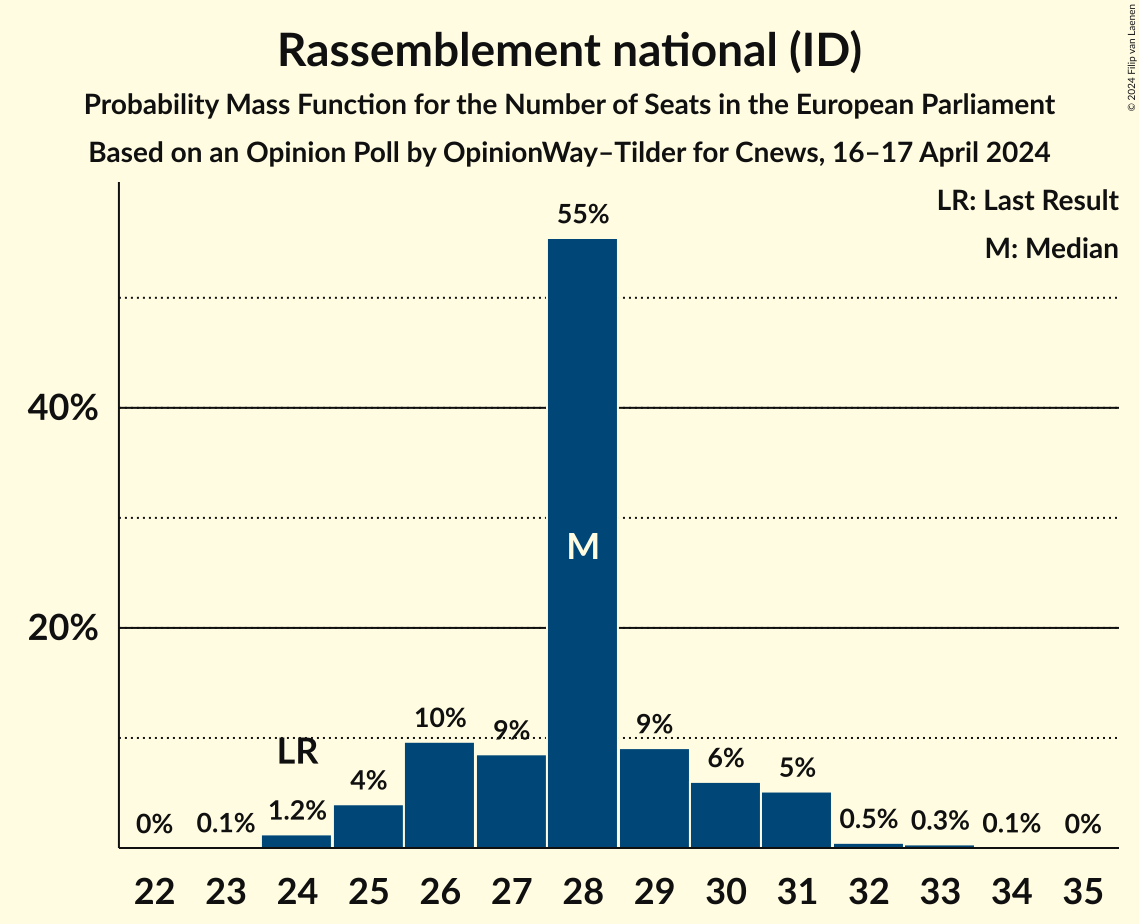 Rassemblement national (ID)
Probability Mass Function for the Number of Seats in the European Parliament
Based on an Opinion Poll by OpinionWay–Tilder for Cnews, 16–17 April 2024
© 2024 Filip van Laenen
LR: Last Result
M: Median
40%
20%
0%
0.1%
1.2%
LR
4%
10%
9%
55%
M
9%
6%
5%
0.5%
0.3%
0.1%
0%
22 23 24 25 26 27 28 29 30 31 32 33 34 35